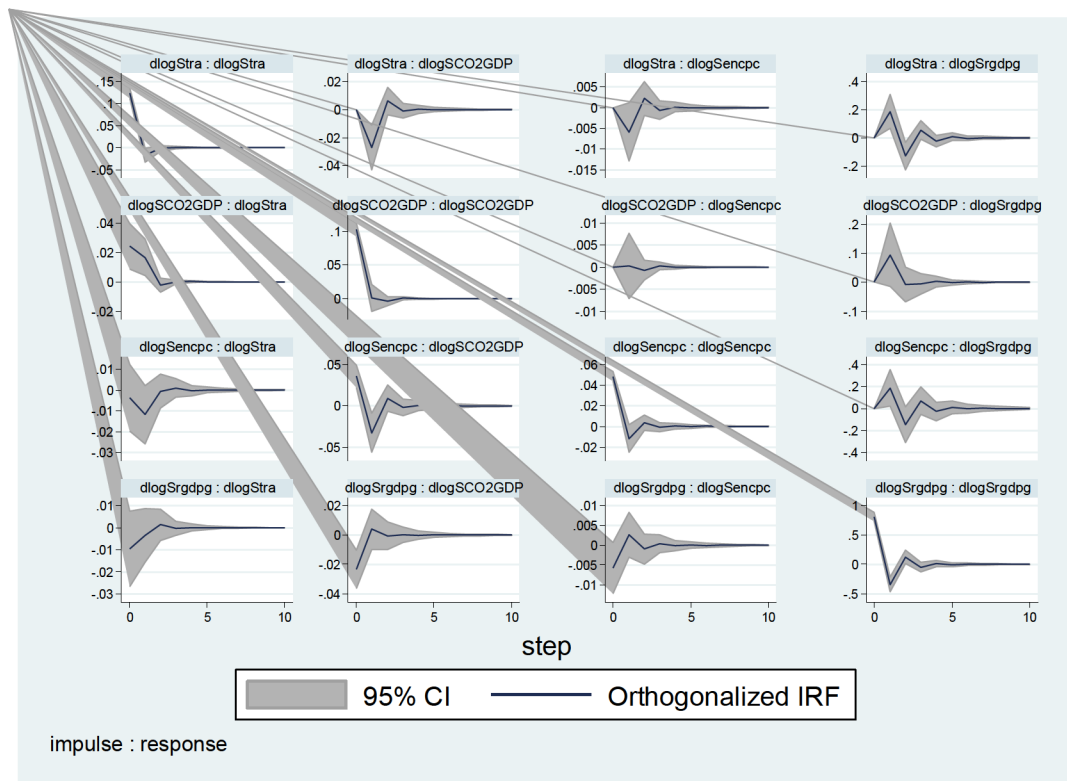 dlogStra : dlogStra
.15
.1
.05
0
-.05
dlogStra : dlogSCO2GDP
.02
0
-.02
-.04
dlogStra : dlogSencpc
.005
0
-.005
-.01
-.015
dlogStra : dlogSrgdpg
.4
.2
0
-.2
dlogSCO2GDP : dlogStra
.04
.02
0
-.02
dlogSCO2GDP : dlogSCO2GDP
.1
.05
0
dlogSCO2GDP : dlogSencpc
.01
.005
0
-.005
-.01
dlogSCO2GDP : dlogSrgdpg
.2
.1
0
-.1
dlogSencpc : dlogStra
.01
0
-.01
-.02
-.03
dlogSencpc : dlogSCO2GDP
.05
0
-.05
dlogSencpc : dlogSencpc
.06
.04
.02
0
-.02
dlogSencpc : dlogSrgdpg
.4
.2
0
-.2
-.4
dlogSrgdpg : dlogStra
.01
0
-.01
-.02
-.03
0 5 10
dlogSrgdpg : dlogSCO2GDP
.02
0
-.02
-.04
0 5 10
dlogSrgdpg : dlogSencpc
.01
.005
0
-.005
-.01
0 5 10
dlogSrgdpg : dlogSrgdpg
1
.5
0
-.5
0 5 10
step
95% CI
Orthogonalized IRF
impulse : response